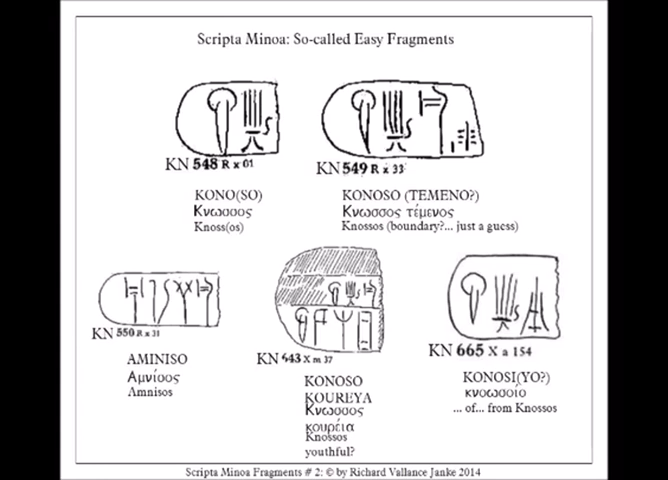 Scripta Minoa: So-called Easy Fragments
KN 548 R x 01
KONO(SO)
Κνωσσος
Knoss(os)
KN 549 R x 33
KONOSO (TEMENO?)
Κνωσσος τέμενος
Knossos (boundary?... just a guess)
KN 550 R x 31
AMINISO
Αμνίσος
Amnisos
KN 643 X m 37
KONOSO
KOUREYA
Κνωσσος
κουρέια
Knossos
youthful?
KN 665 X a 154
KONOSI(YO?)
κνοωσσίο
... of... from Knossos
Scripta Minoa Fragments # 2: © by Richard Vallance Janke 2014